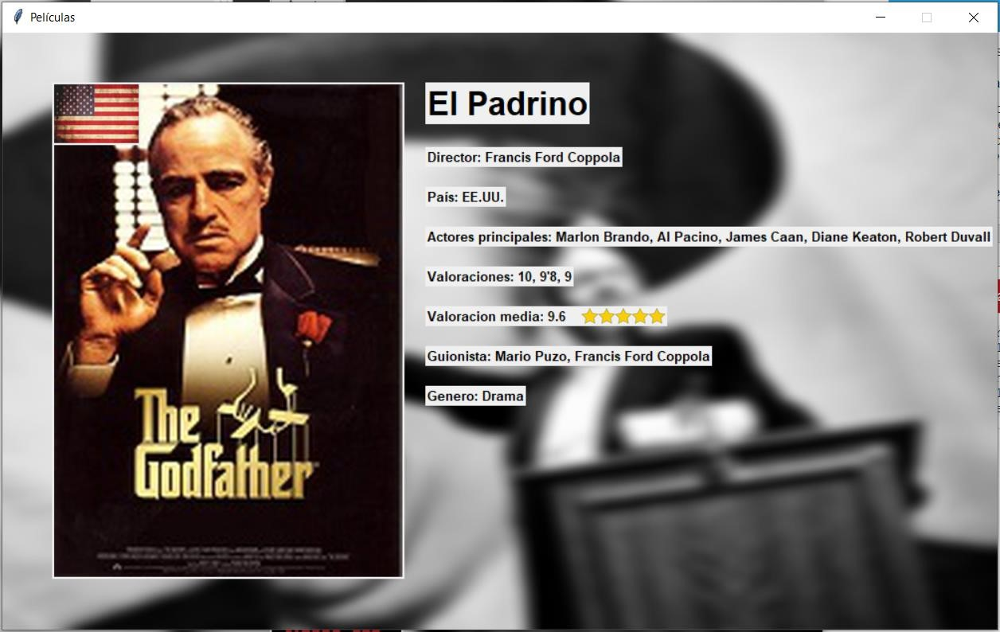 Películas
El Padrino
Director: Francis Ford Coppola
País: EE.UU.
Actores principales: Marlon Brando, Al Pacino, James Caan, Diane Keaton, Robert Duvall
Valoraciones: 10, 9'8, 9
Valoracion media: 9.6
Guionista: Mario Puzo, Francis Ford Coppola
Genero: Drama
The
Godfather